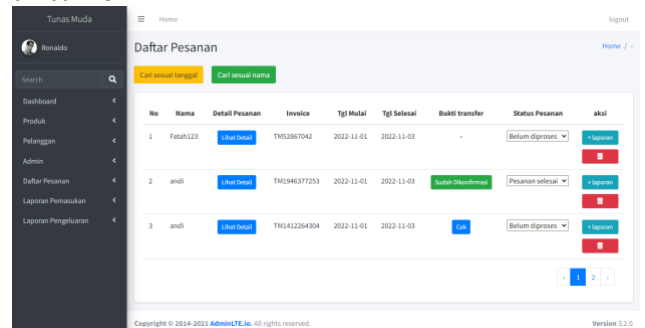 Tunas Muda
Home
logout
Ronaldo
Daftar Pesanan
Home / -
Search
Cari sesuai tanggal
Cari sesuai nama
Dashboard
Produk
Pelanggan
Admin
Daftar Pesanan
Laporan Pemasukan
Laporan Pengeluaran
No Nama Detail Pesanan Invoice Tgl Mulai Tgl Selesai Bukti transfer Status Pesanan aksi
1 Fatah123 Lihat Detail TM52867042 2022-11-01 2022-11-03 - Belum diproses + laporan
2 andi Lihat Detail TM1946377253 2022-11-01 2022-11-03 Sudah Dikonfirmasi Pesanan selesai + laporan
3 andi Lihat Detail TM1412264304 2022-11-01 2022-11-03 Cek Belum diproses + laporan
‹ 1 2 ›
Copyright © 2014-2021 AdminLTE.io. All rights reserved.
Version 3.2.0